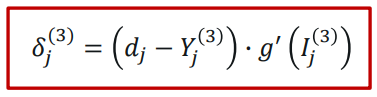 δ_j^{(3)} = (d_j − Y_j^{(3)}) · g′ (I_j^{(3)})